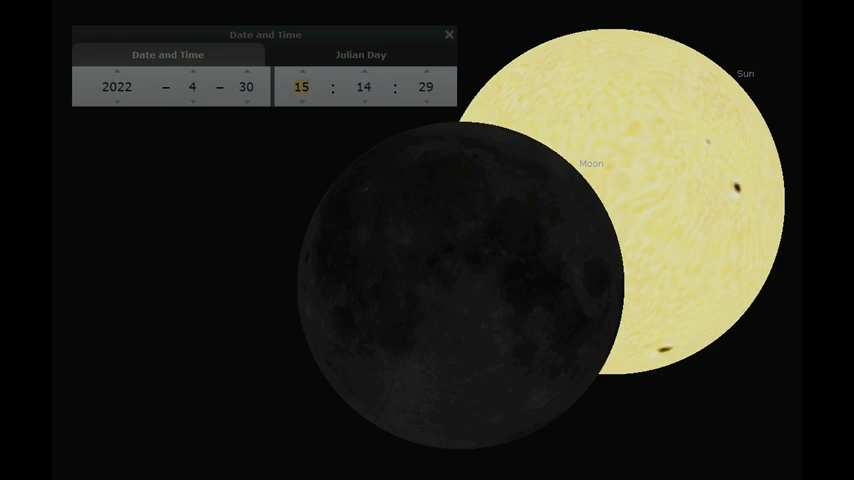 Date and Time ×
Date and Time Julian Day
2022 – 4 – 30 15 : 14 : 29
Sun
Moon